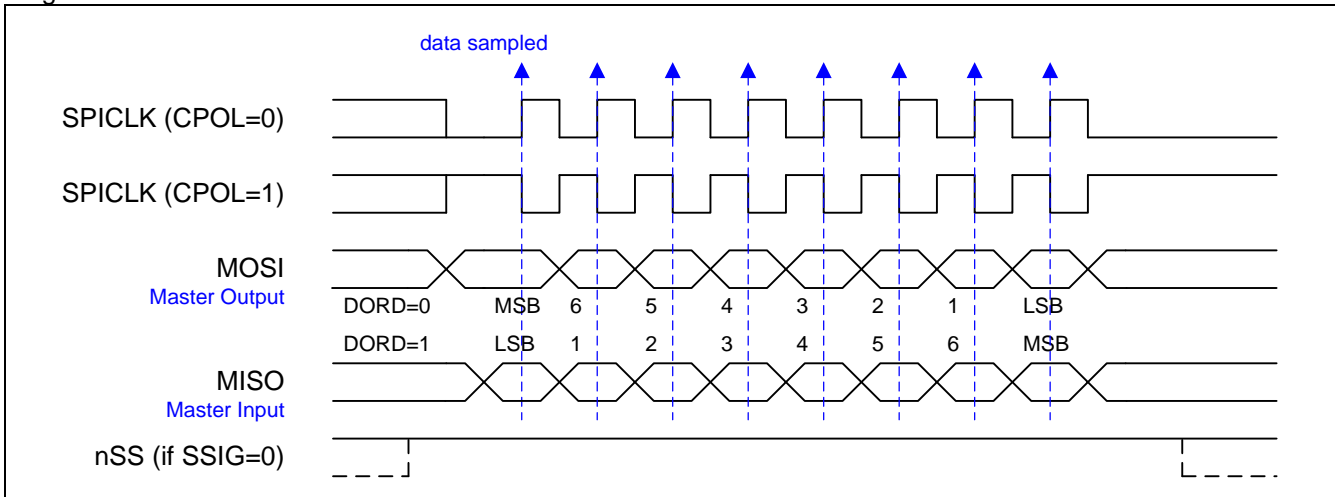 data sampled
SPICLK (CPOL=0)
SPICLK (CPOL=1)
MOSI
Master Output
DORD=0 MSB 6 5 4 3 2 1 LSB
DORD=1 LSB 1 2 3 4 5 6 MSB
MISO
Master Input
nSS (if SSIG=0)